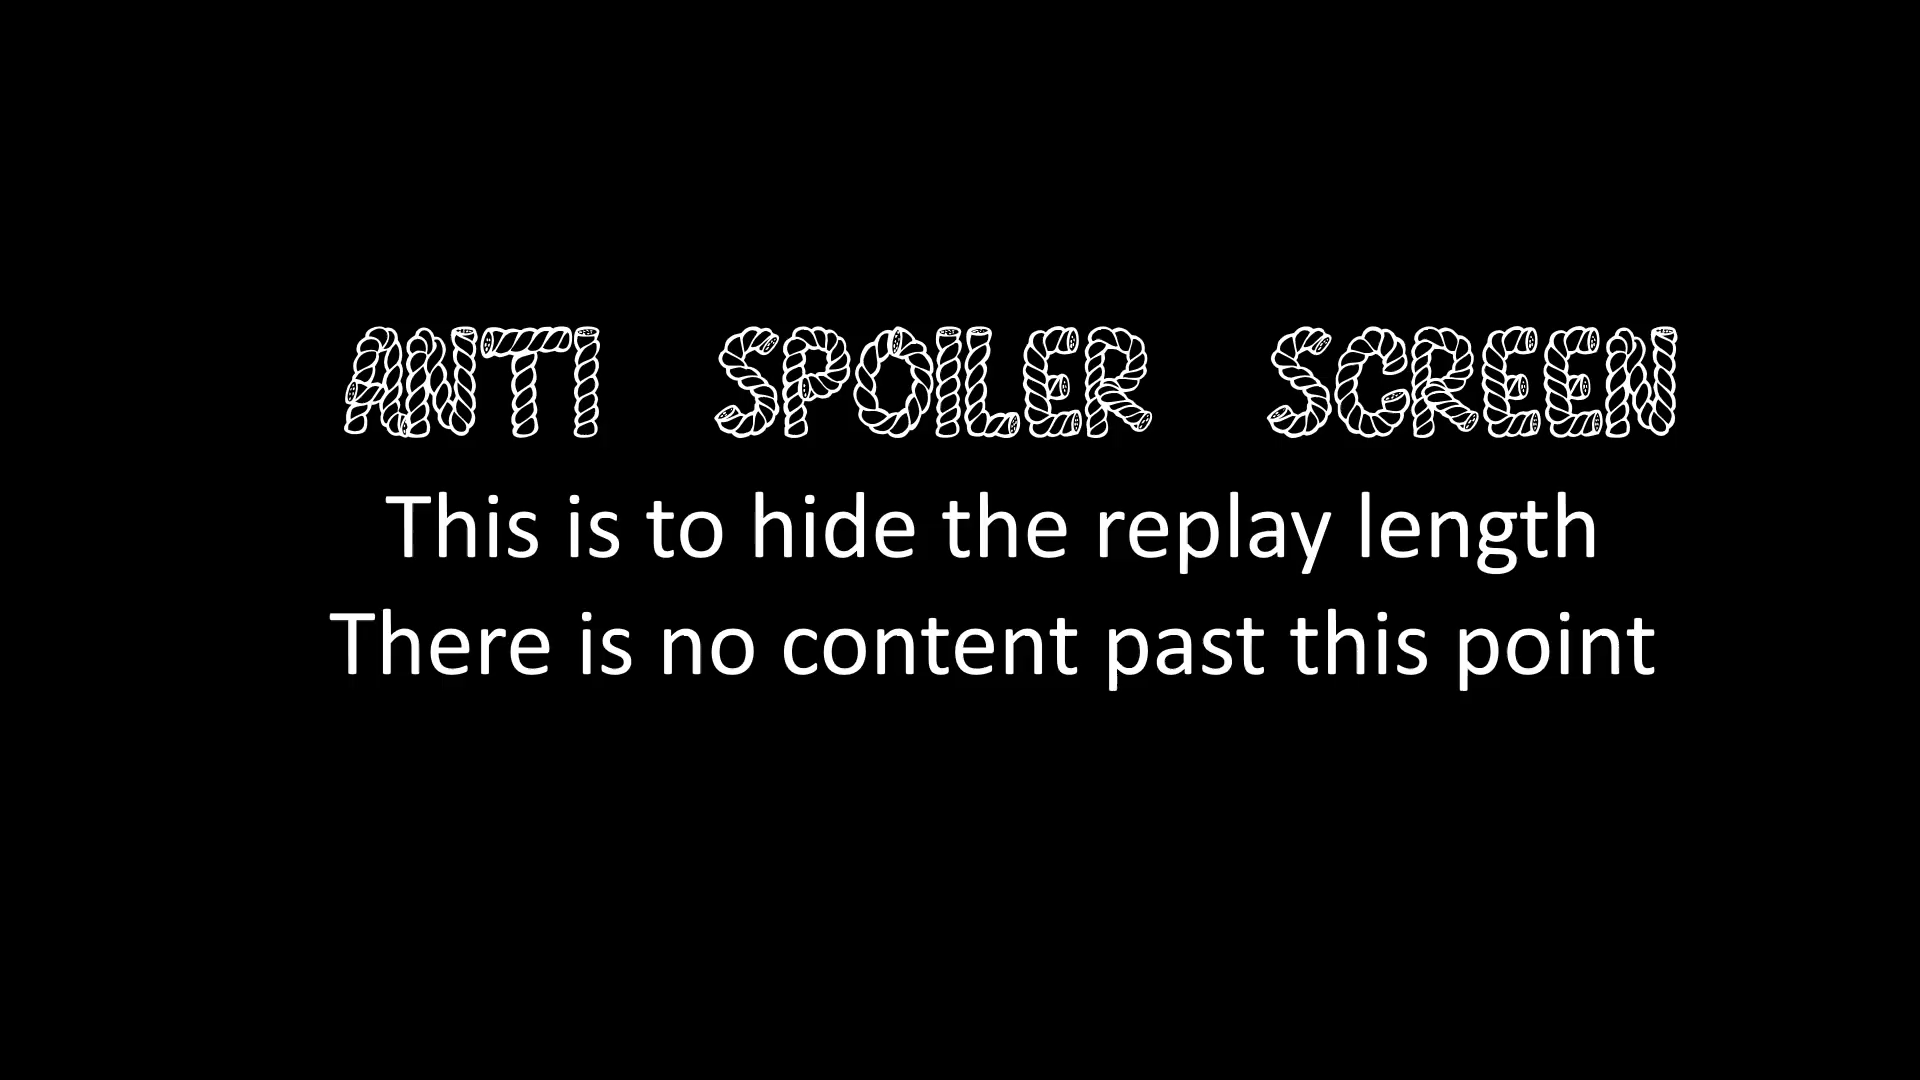 ANTI SPOILER SCREEN
This is to hide the replay length
There is no content past this point